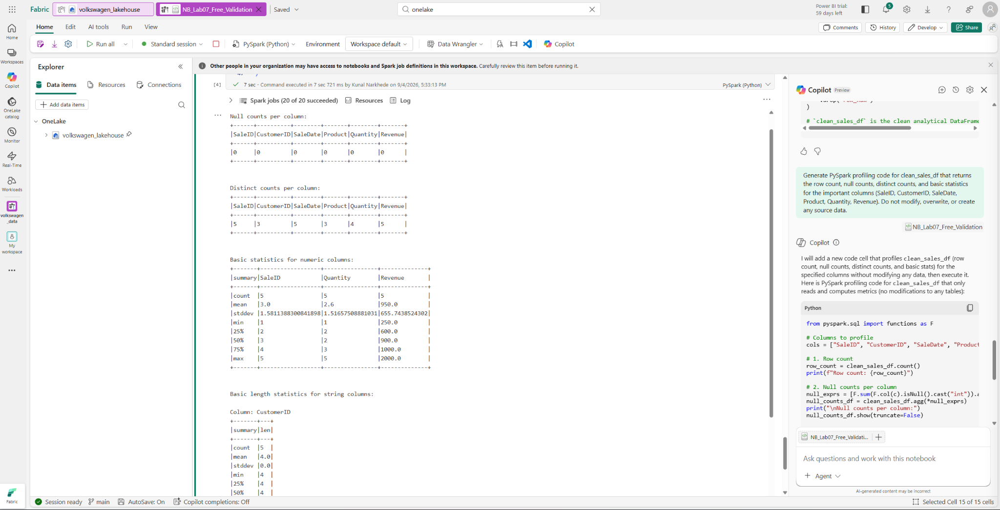 Fabric
volkswagen_lakehouse
NB_Lab07_Free_Validation
Saved
onelake
Power BI trial:
59 days left
5
Home
Edit
AI tools
Run
View
Comments
History
Develop
Share
Run all
Standard session
PySpark (Python)
Environment
Workspace default
Data Wrangler
Copilot
Home
Workspaces
Copilot
OneLake
catalog
Monitor
Real-Time
Workloads
volkswagen
_data
My
workspace
Fabric
Explorer
Data items
Resources
Connections
Add data items
OneLake
volkswagen_lakehouse
Other people in your organization may have access to notebooks and Spark job definitions in this workspace. Carefully review this item before running it.
[4]
7 sec - Command executed in 7 sec 721 ms by Kunal Narkhede on 9/4/2026, 5:33:13 PM
PySpark (Python)
Spark jobs (20 of 20 succeeded)
Resources
Log
Null counts per column:
+------+----------+--------+-------+--------+-------+
|SaleID|CustomerID|SaleDate|Product|Quantity|Revenue|
+------+----------+--------+-------+--------+-------+
|0     |0         |0       |0      |0       |0      |
+------+----------+--------+-------+--------+-------+
Distinct counts per column:
+------+----------+--------+-------+--------+-------+
|SaleID|CustomerID|SaleDate|Product|Quantity|Revenue|
+------+----------+--------+-------+--------+-------+
|5     |3         |5       |3      |4       |5      |
+------+----------+--------+-------+--------+-------+
Basic statistics for numeric columns:
+-------+------------------+----------------+--------------+
|summary|SaleID            |Quantity        |Revenue       |
+-------+------------------+----------------+--------------+
|count  |5                 |5               |5             |
|mean   |3.0               |2.6             |950.0         |
|stddev |1.5811388300841898|1.51657508881031|655.7438524302|
|min    |1                 |1               |250.0         |
|25%    |2                 |2               |600.0         |
|50%    |3                 |2               |900.0         |
|75%    |4                 |3               |1000.0        |
|max    |5                 |5               |2000.0        |
+-------+------------------+----------------+--------------+
Basic length statistics for string columns:
Column: CustomerID
+-------+---+
|summary|len|
+-------+---+
|count  |5  |
|mean   |4.0|
|stddev |0.0|
|min    |4  |
|25%    |4  |
|50%    |4  |
Copilot
Preview
)
# `clean_sales_df` is the clean analytical DataFrame
Generate PySpark profiling code for clean_sales_df that returns
the row count, null counts, distinct counts, and basic statistics
for the important columns (SaleID, CustomerID, SaleDate,
Product, Quantity, Revenue). Do not modify, overwrite, or create
any source data.
NB_Lab07_Free_Validation
Copilot
I will add a new code cell that profiles clean_sales_df (row
count, null counts, distinct counts, and basic stats) for the
specified columns without modifying any data, then execute it.
Here is PySpark profiling code for clean_sales_df that only
reads and computes metrics (no modifications to any tables):
Python
from pyspark.sql import functions as F
# Columns to profile
cols = ["SaleID", "CustomerID", "SaleDate", "Product
# 1. Row count
row_count = clean_sales_df.count()
print(f"Row count: {row_count}")
# 2. Null counts per column
null_exprs = [F.sum(F.col(c).isNull().cast("int")).a
null_counts_df = clean_sales_df.agg(*null_exprs)
print("\nNull counts per column:")
null_counts_df.show(truncate=False)
NB_Lab07_Free_Validati...
Ask questions and work with this notebook
Agent
AI-generated content may be incorrect
Session ready
main
AutoSave: On
Copilot completions: Off
Selected Cell 15 of 15 cells